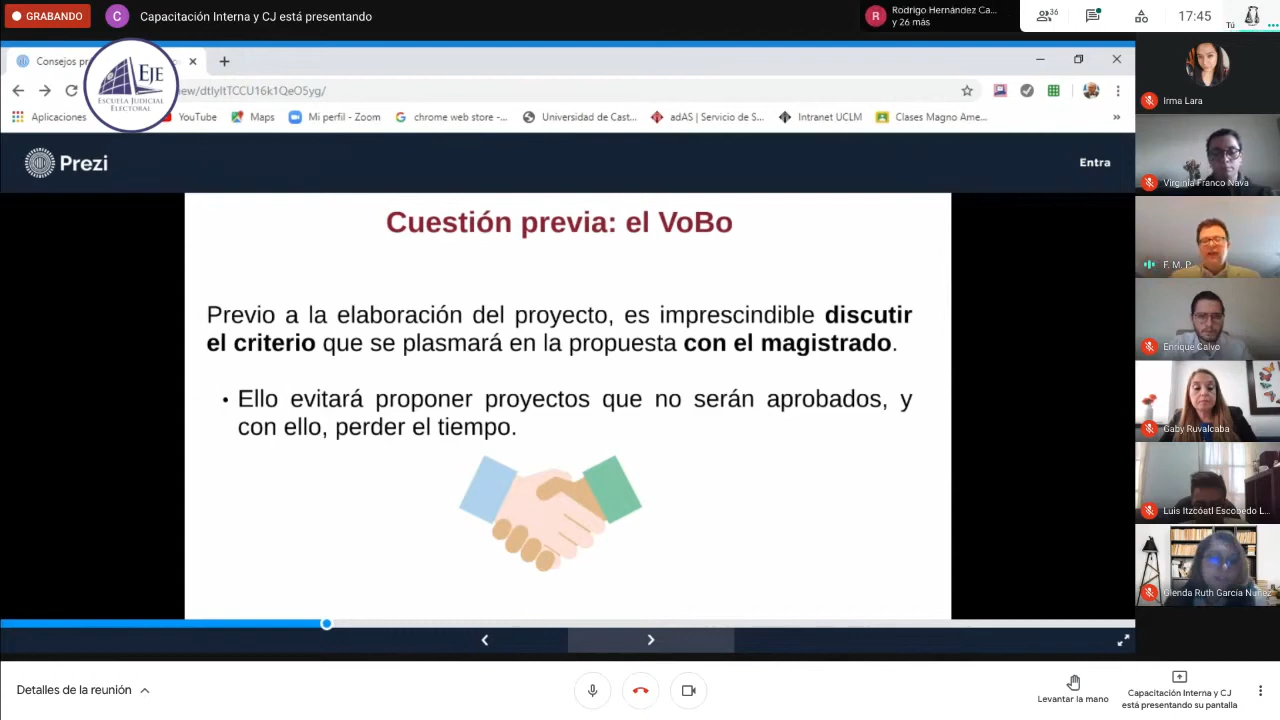 GRABANDO
C
Capacitación Interna y CJ está presentando
R
Rodrigo Hernández Ca...
y 26 más
36
17:45
Tú
Consejos pr
EJE
ESCUELA JUDICIAL
ELECTORAL
ew/dtIyItTCCU16k1QeO5yg/
Aplicaciones
YouTube
Maps
Mi perfil - Zoom
chrome web store -...
Universidad de Cast...
adAS | Servicio de S...
Intranet UCLM
Clases Magno Ame...
»
Prezi
Entra
Cuestión previa: el VoBo
Previo a la elaboración del proyecto, es imprescindible discutir
el criterio que se plasmará en la propuesta con el magistrado.
• Ello evitará proponer proyectos que no serán aprobados, y
con ello, perder el tiempo.
Irma Lara
Virginia Franco Nava
F. M. P.
Enrique Calvo
Gaby Ruvalcaba
Luis Itzcóatl Escobedo L...
Glenda Ruth García Nuñez
Detalles de la reunión
Levantar la mano
Capacitación Interna y CJ
está presentando su pantalla